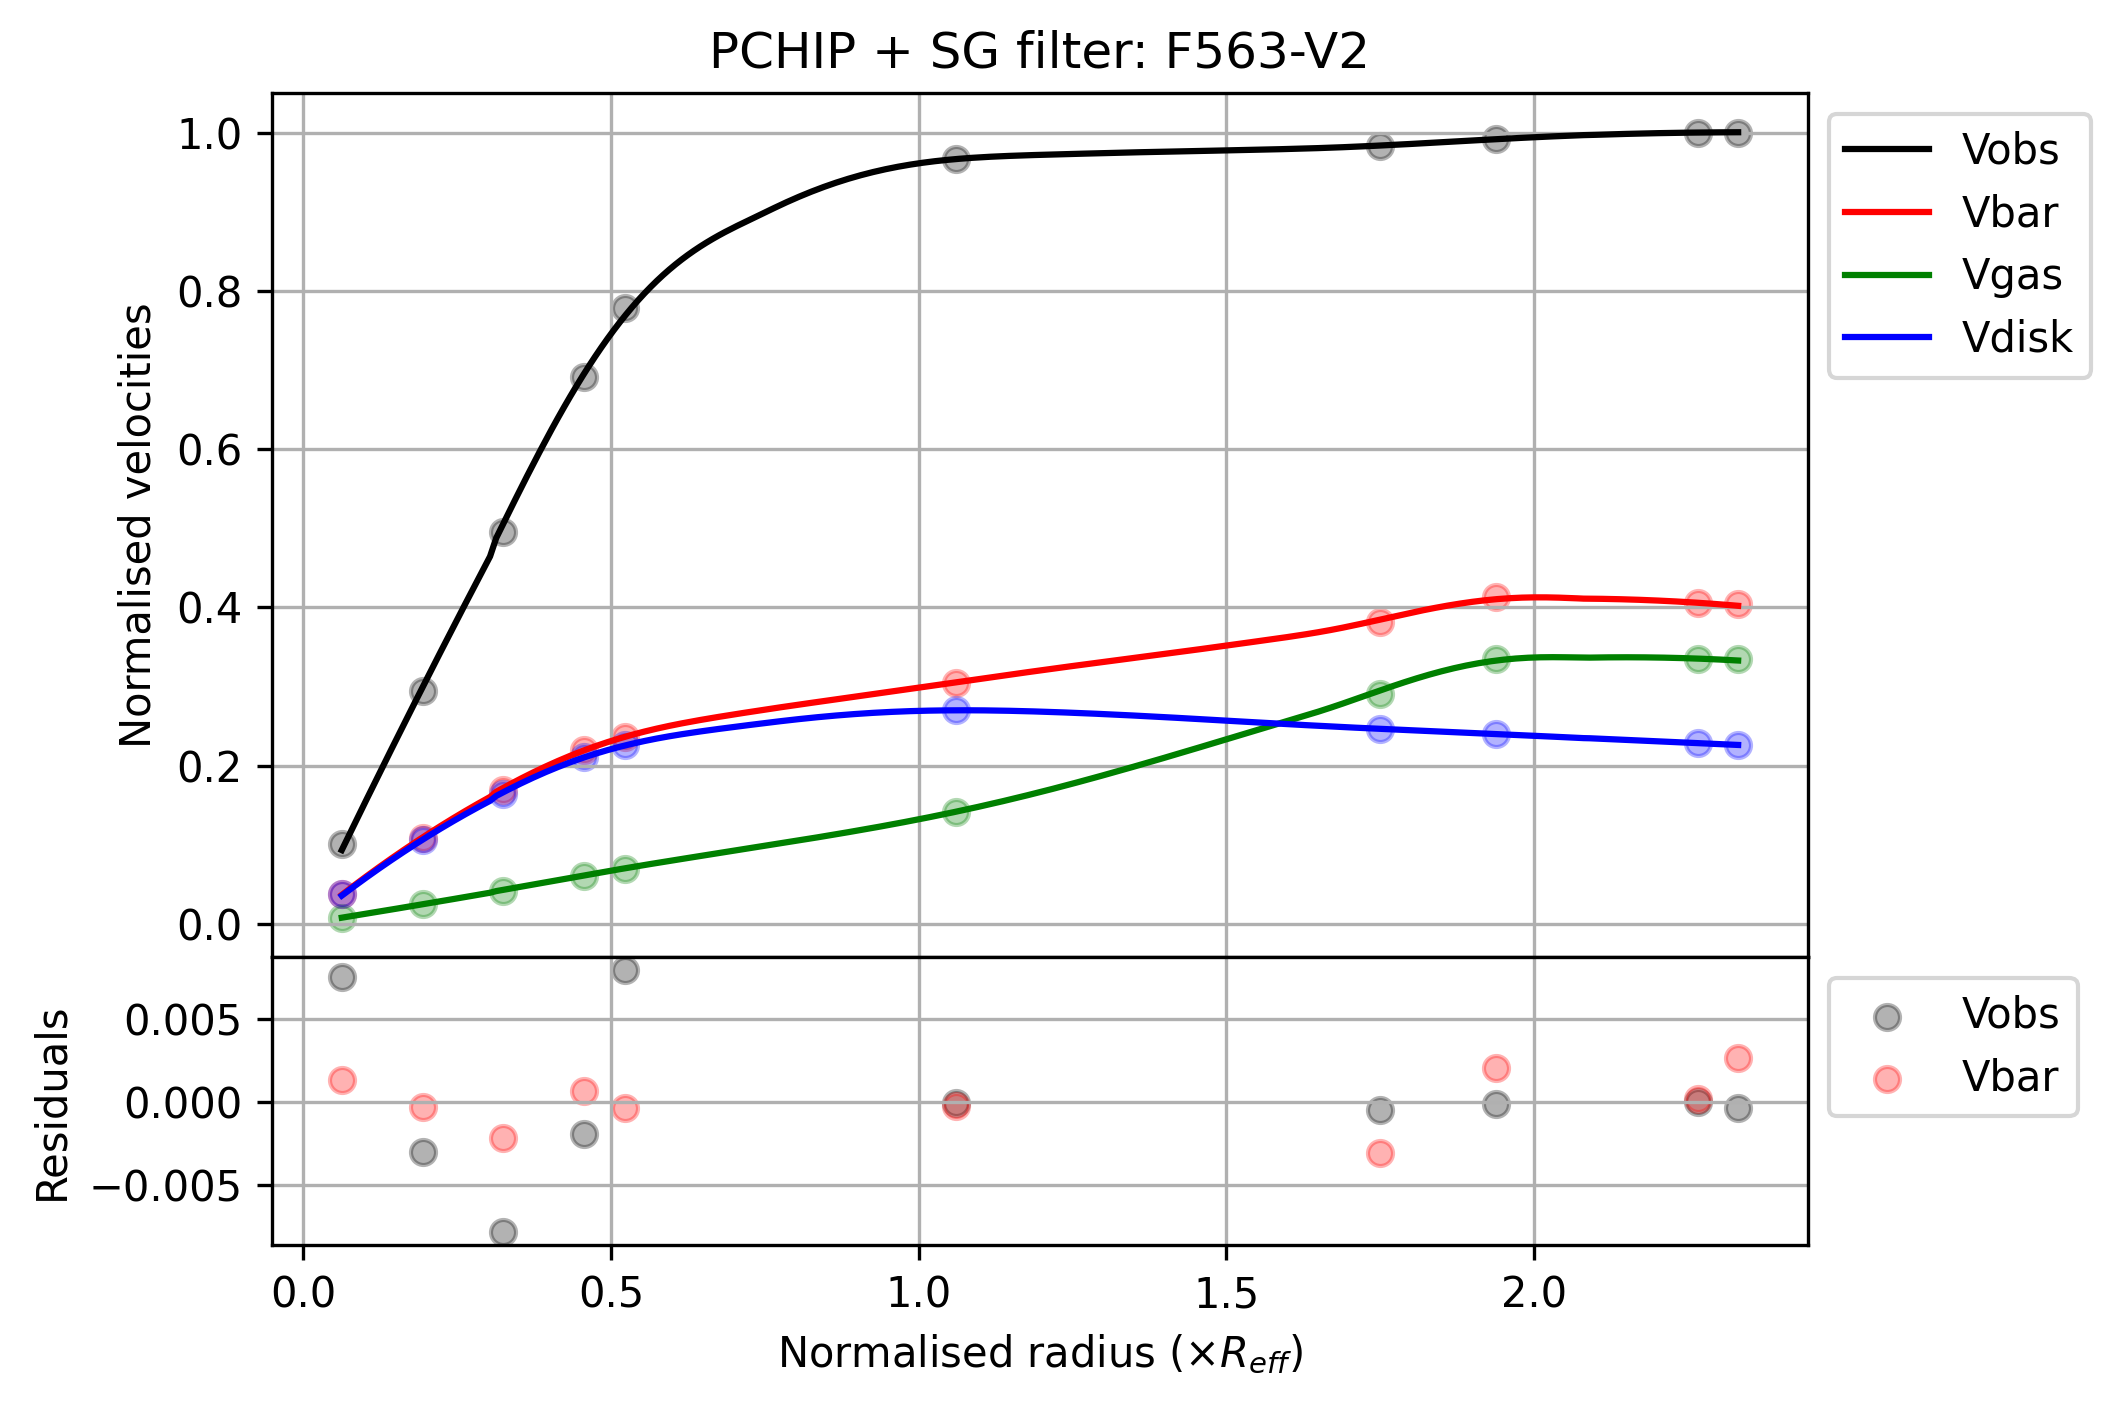 PCHIP + SG filter: F563-V2
Normalised velocities
1.0
0.8
0.6
0.4
0.2
0.0
Vobs
Vbar
Vgas
Vdisk
Residuals
0.005
0.000
−0.005
Vobs
Vbar
0.0 0.5 1.0 1.5 2.0
Normalised radius (×R_eff)